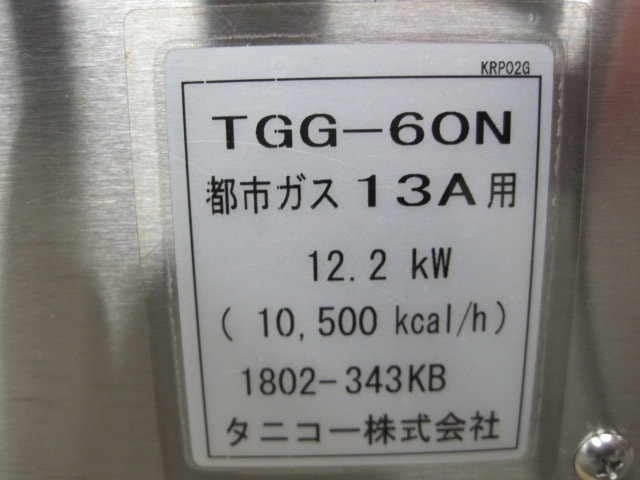 KRP02G
TGG-60N
都市ガス 13A用
12.2 kW
( 10,500 kcal/h)
1802-343KB
タニコー株式会社